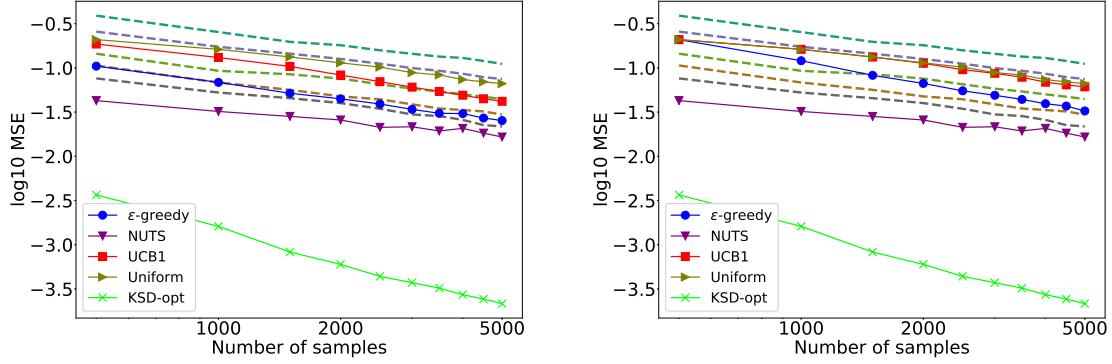 −0.5
−1.0
−1.5
−2.0
−2.5
−3.0
−3.5
log10 MSE
ε-greedy
NUTS
UCB1
Uniform
KSD-opt
1000
2000
5000
Number of samples
−0.5
−1.0
−1.5
−2.0
−2.5
−3.0
−3.5
log10 MSE
ε-greedy
NUTS
UCB1
Uniform
KSD-opt
1000
2000
5000
Number of samples